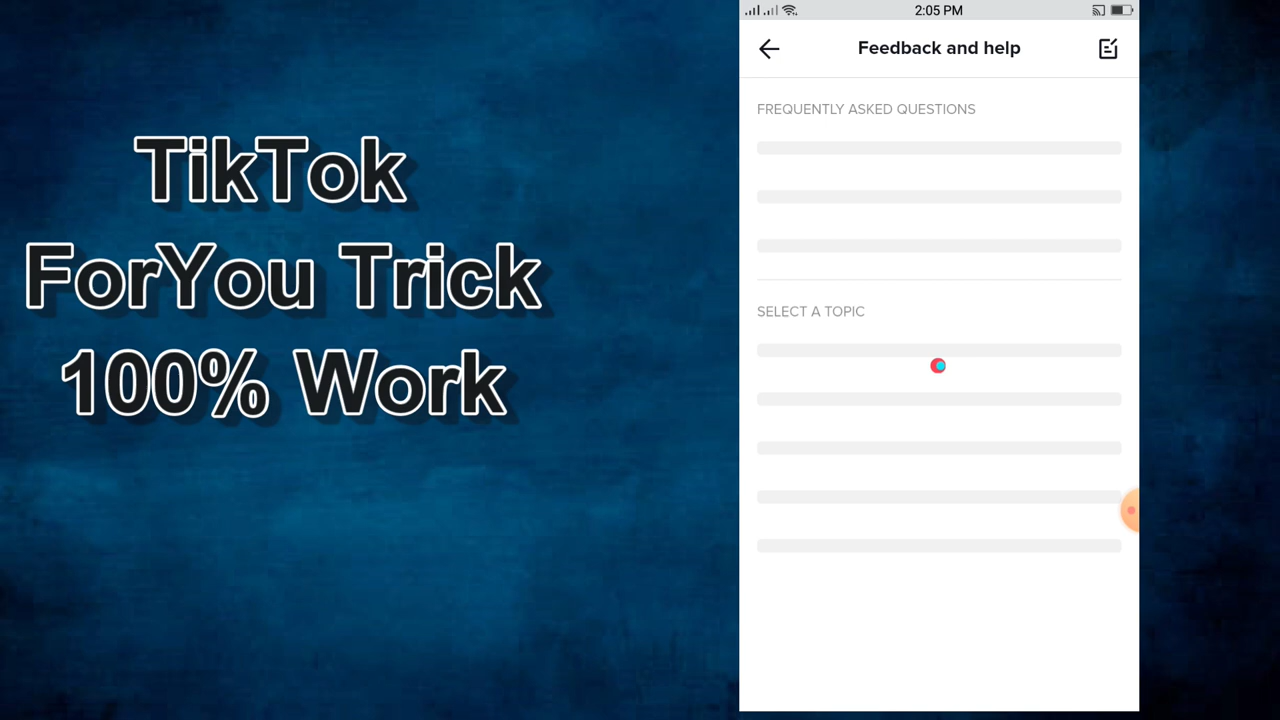 TikTok
ForYou Trick
100% Work
2:05 PM
Feedback and help
FREQUENTLY ASKED QUESTIONS
SELECT A TOPIC